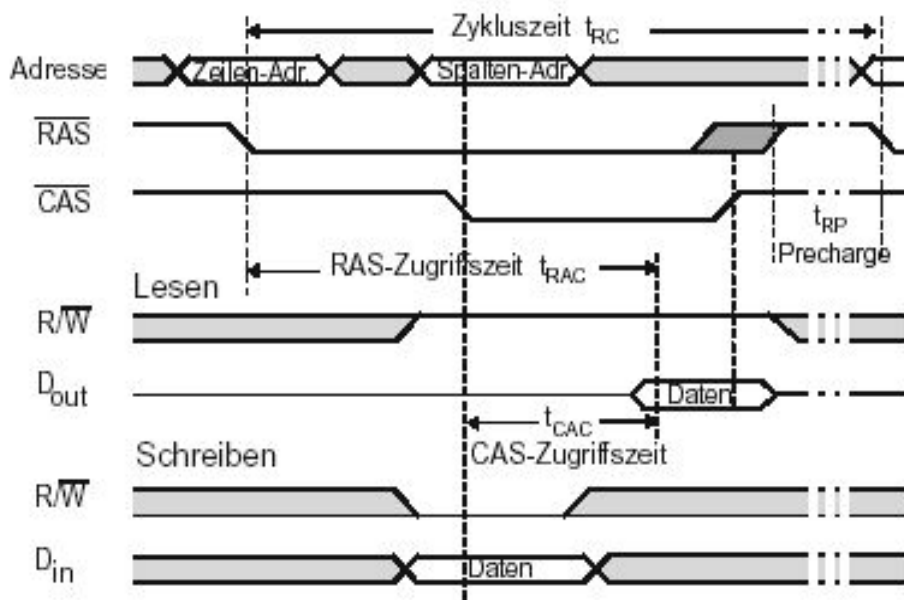 Zykluszeit tRC
Adresse Zeilen-Adr. Spalten-Adr
RAS
CAS
tRP
Precharge
RAS-Zugriffszeit tRAC
Lesen
R/W
Dout Daten
tCAC
Schreiben CAS-Zugriffszeit
R/W
Din Daten